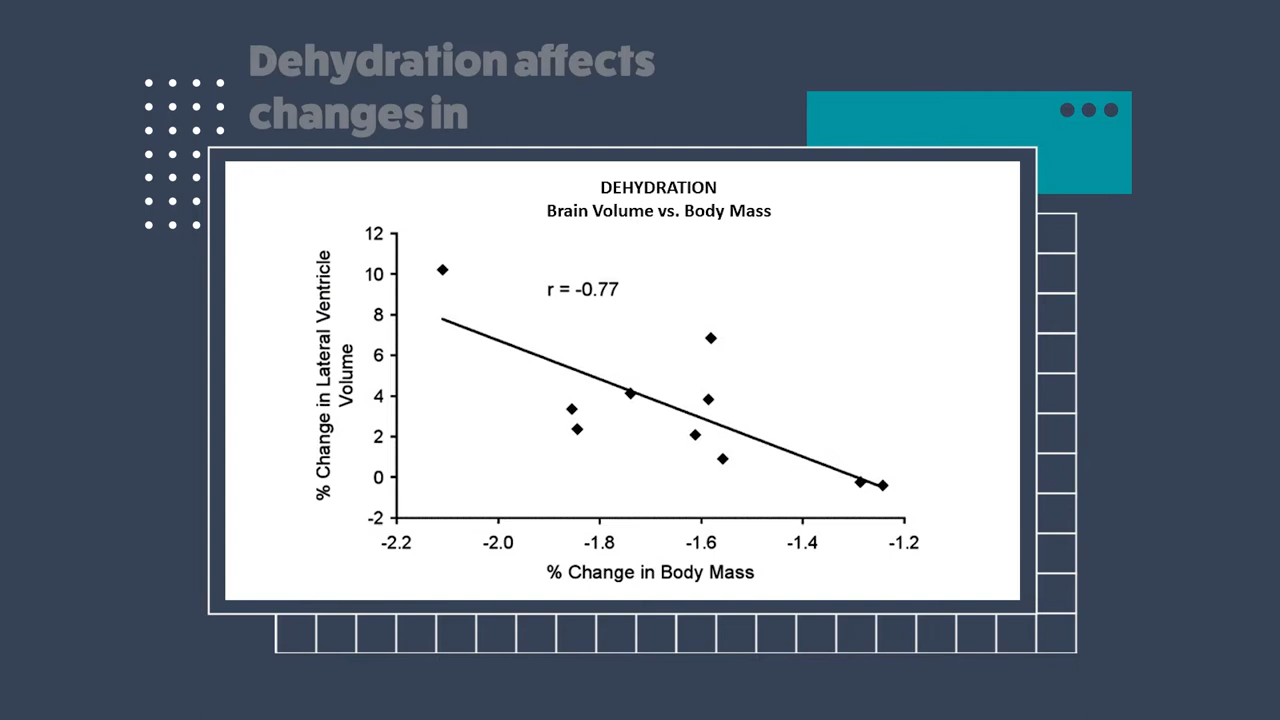 Dehydration affects
changes in
DEHYDRATION
Brain Volume vs. Body Mass
% Change in Lateral Ventricle
Volume
12
10
8
6
4
2
0
-2
r = -0.77
-2.2
-2.0
-1.8
-1.6
-1.4
-1.2
% Change in Body Mass